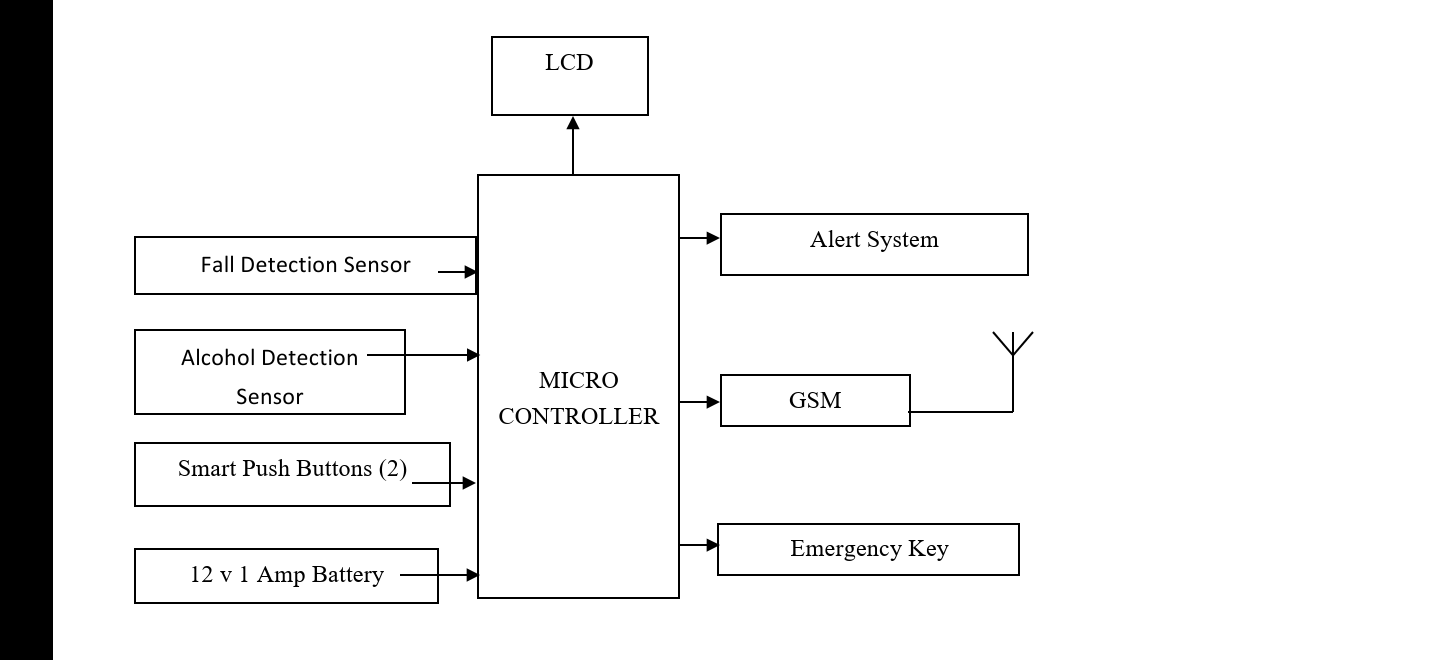 LCD
Fall Detection Sensor
Alcohol Detection
Sensor
Smart Push Buttons (2)
12 v 1 Amp Battery
MICRO
CONTROLLER
Alert System
GSM
Emergency Key